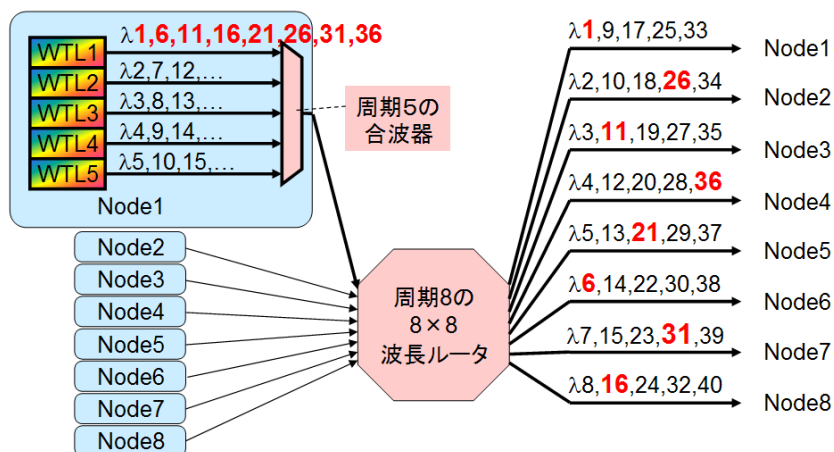 WTL1
λ1,6,11,16,21,26,31,36
WTL2
λ2,7,12,…
WTL3
λ3,8,13,…
WTL4
λ4,9,14,…
WTL5
λ5,10,15,…
Node1
周期5の
合波器
Node2
Node3
Node4
Node5
Node6
Node7
Node8
周期8の
8×8
波長ルータ
λ1,9,17,25,33
Node1
λ2,10,18,26,34
Node2
λ3,11,19,27,35
Node3
λ4,12,20,28,36
Node4
λ5,13,21,29,37
Node5
λ6,14,22,30,38
Node6
λ7,15,23,31,39
Node7
λ8,16,24,32,40
Node8